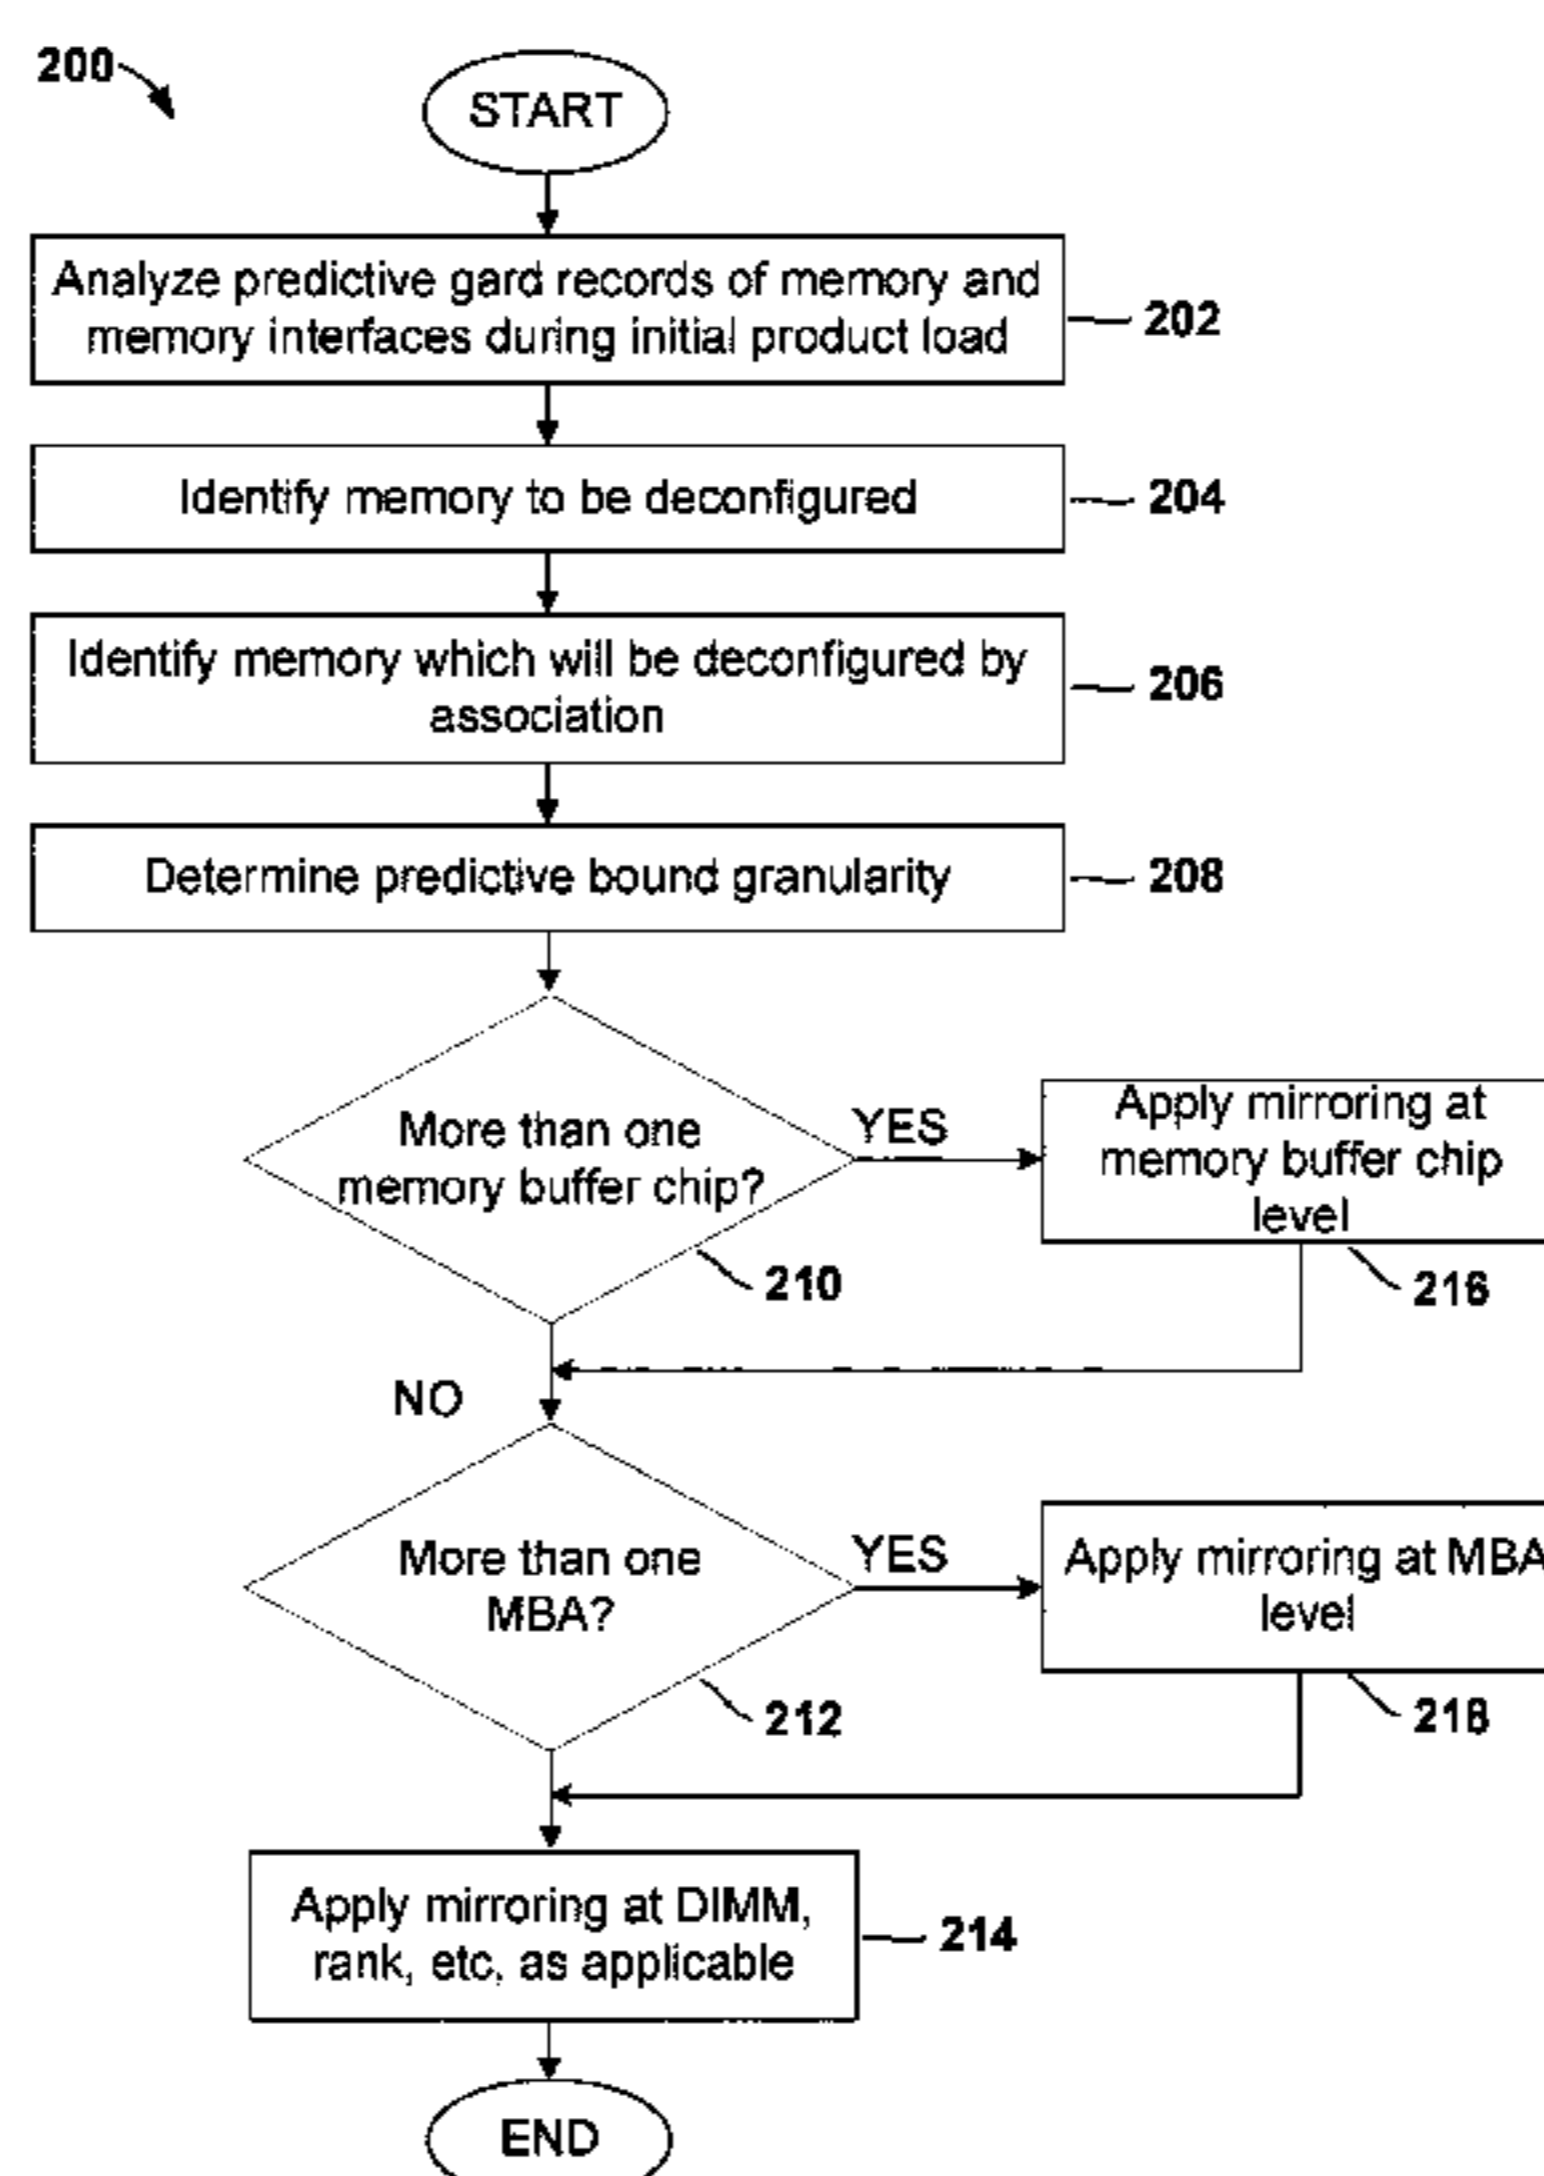 200
START
Analyze predictive gard records of memory and
memory interfaces during initial product load
202
Identify memory to be deconfigured
204
Identify memory which will be deconfigured by
association
206
Determine predictive bound granularity
208
More than one
memory buffer chip?
210
YES
Apply mirroring at
memory buffer chip
level
216
NO
More than one
MBA?
212
YES
Apply mirroring at MBA
level
218
Apply mirroring at DIMM,
rank, etc, as applicable
214
END